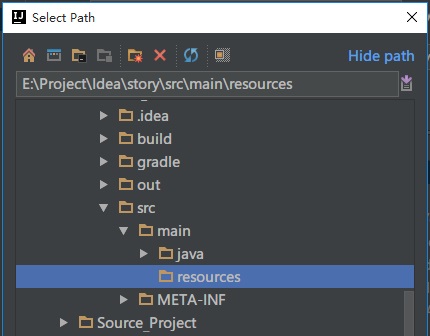 Select Path
Hide path
E:\Project\Idea\story\src\main\resources
.idea
build
gradle
out
src
main
java
resources
META-INF
Source_Project